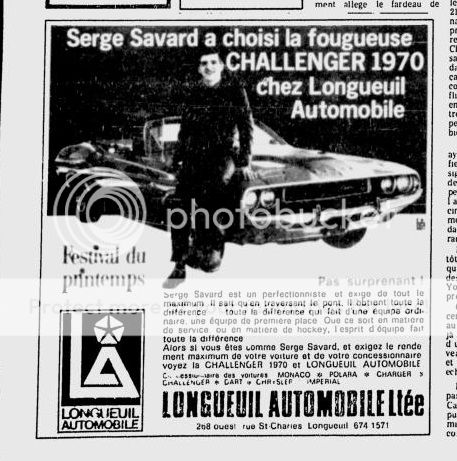 ment allège le fardeau de
Serge Savard a choisi la fougueuse
CHALLENGER 1970
chez Longueuil
Automobile
photobucket
Festival du
printemps
Pas surprenant !
Serge Savard est un perfectionniste et exige de tout le
maximum. Il sait qu'en traversant le pont, il obtient toute la
différence toute la différence qui fait d'une équipe ordi-
naire, une équipe de première place. Que ce soit en matière
de service ou en matière de hockey, l'esprit d'équipe fait
toute la différence
Alors si vous êtes comme Serge Savard, et exigez le rende
ment maximum de votre voiture et de votre concessionnaire
voyez la CHALLENGER 1970 et LONGUEUIL AUTOMOBILE
Concessionnaire des voitures MONACO * POLARA * CHARGER *
CHALLENGER * DART * CHRYSLER IMPERIAL
LA
LONGUEUIL
AUTOMOBILE
LONGUEUIL AUTOMOBILE Ltée
268 ouest rue St-Charles Longueuil 674 1571